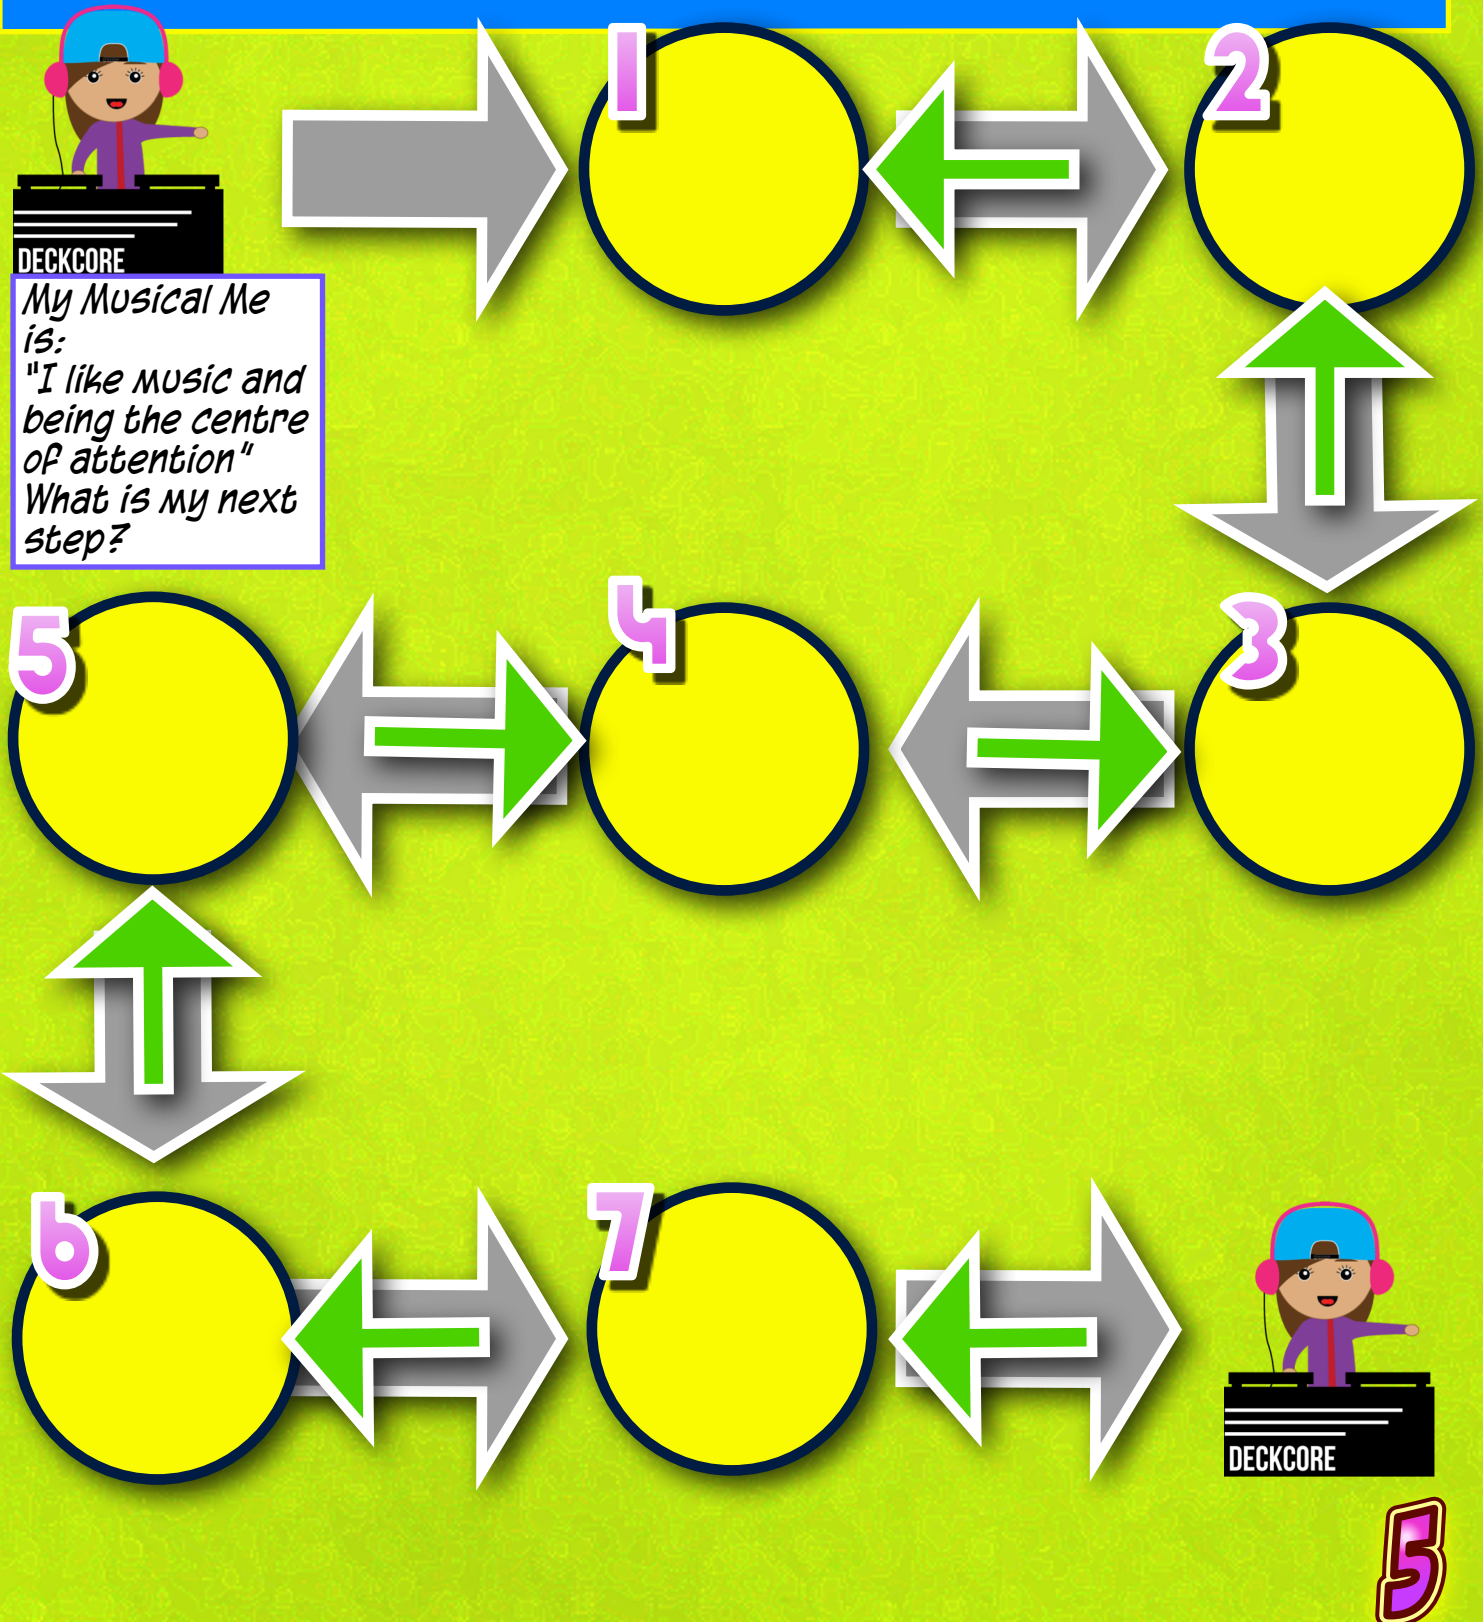 1
2
DECKCORE
My Musical Me
is:
"I like music and
being the centre
of attention"
What is my next
step?
5
4
3
6
7
DECKCORE
5